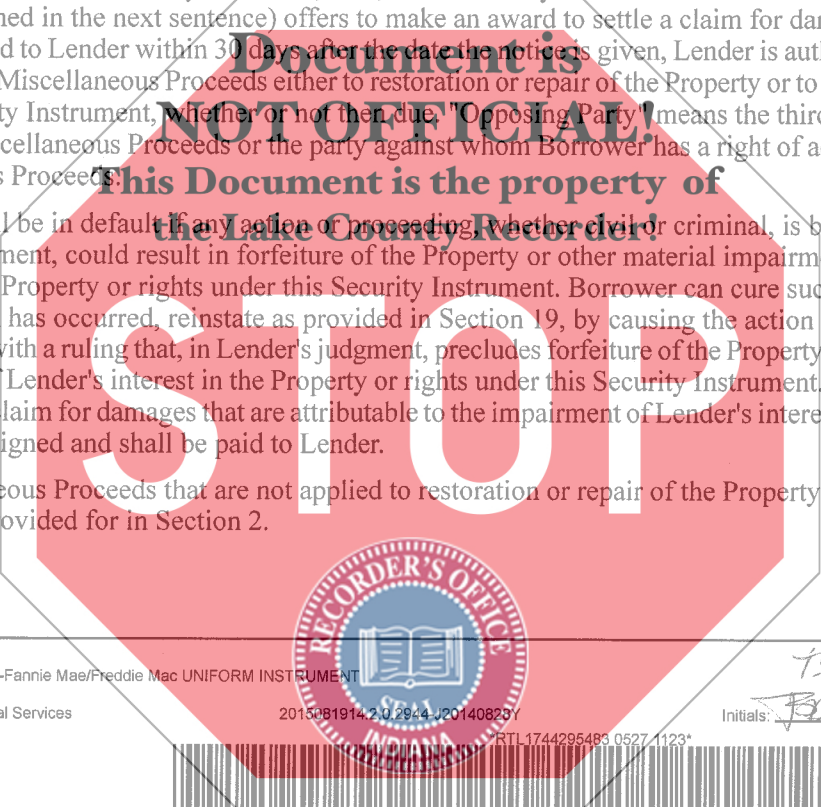 ned in the next sentence) offers to make an award to settle a claim for dar
d to Lender within 30 days after the date the notice is given, Lender is aut
Document is
Miscellaneous Proceeds either to restoration or repair of the Property or to
ty Instrument, whether or not then due. "Opposing Party" means the third
NOT OFFICIAL!
cellaneous Proceeds or the party against whom Borrower has a right of a
s Proceeds.
This Document is the property of
l be in default if any action or proceeding, whether civil or criminal, is b
the Lake County Recorder!
ment, could result in forfeiture of the Property or other material impairm
Property or rights under this Security Instrument. Borrower can cure suc
has occurred, reinstate as provided in Section 19, by causing the action
with a ruling that, in Lender's judgment, precludes forfeiture of the Property
f Lender's interest in the Property or rights under this Security Instrument.
laim for damages that are attributable to the impairment of Lender's intere
igned and shall be paid to Lender.
STOP
eous Proceeds that are not applied to restoration or repair of the Property
ovided for in Section 2.
RECORDER'S OFFICE
SEAL
INDIANA
-Fannie Mae/Freddie Mac UNIFORM INSTRUMENT
al Services
2015081914.2.0.2944-J20140828Y
Initials:
*RTL1744295483 0527 1123*